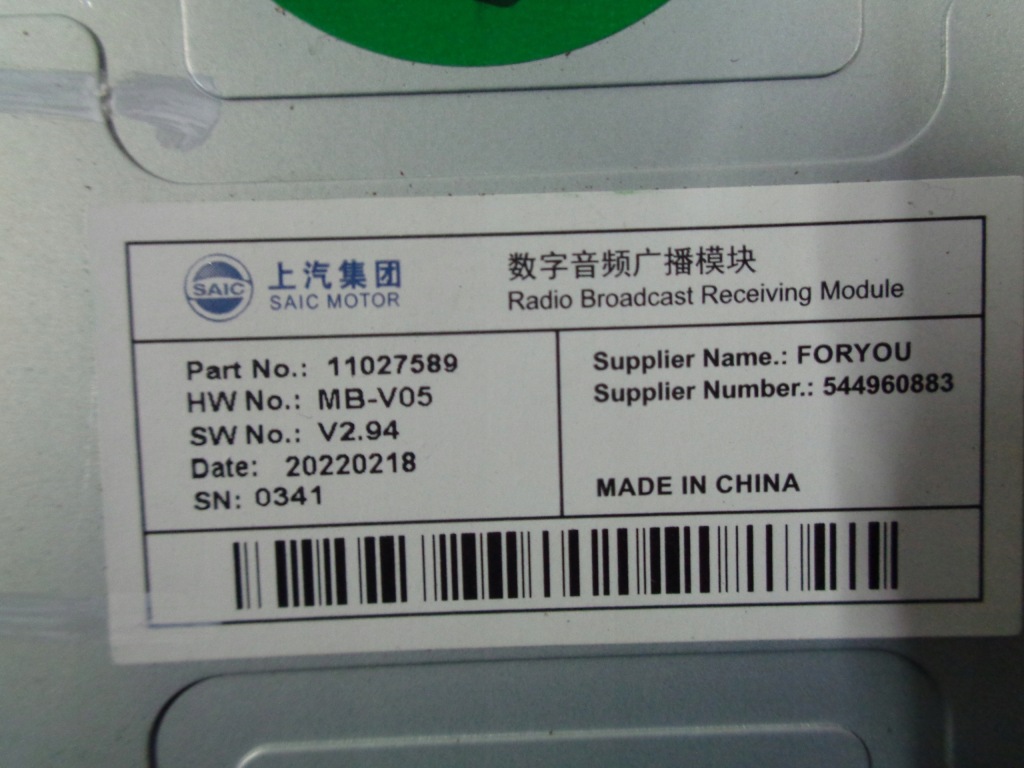 SAIC
上汽集团
SAIC MOTOR
数字音频广播模块
Radio Broadcast Receiving Module
Part No.: 11027589
HW No.: MB-V05
SW No.: V2.94
Date: 20220218
SN: 0341
Supplier Name.: FORYOU
Supplier Number.: 544960883
MADE IN CHINA